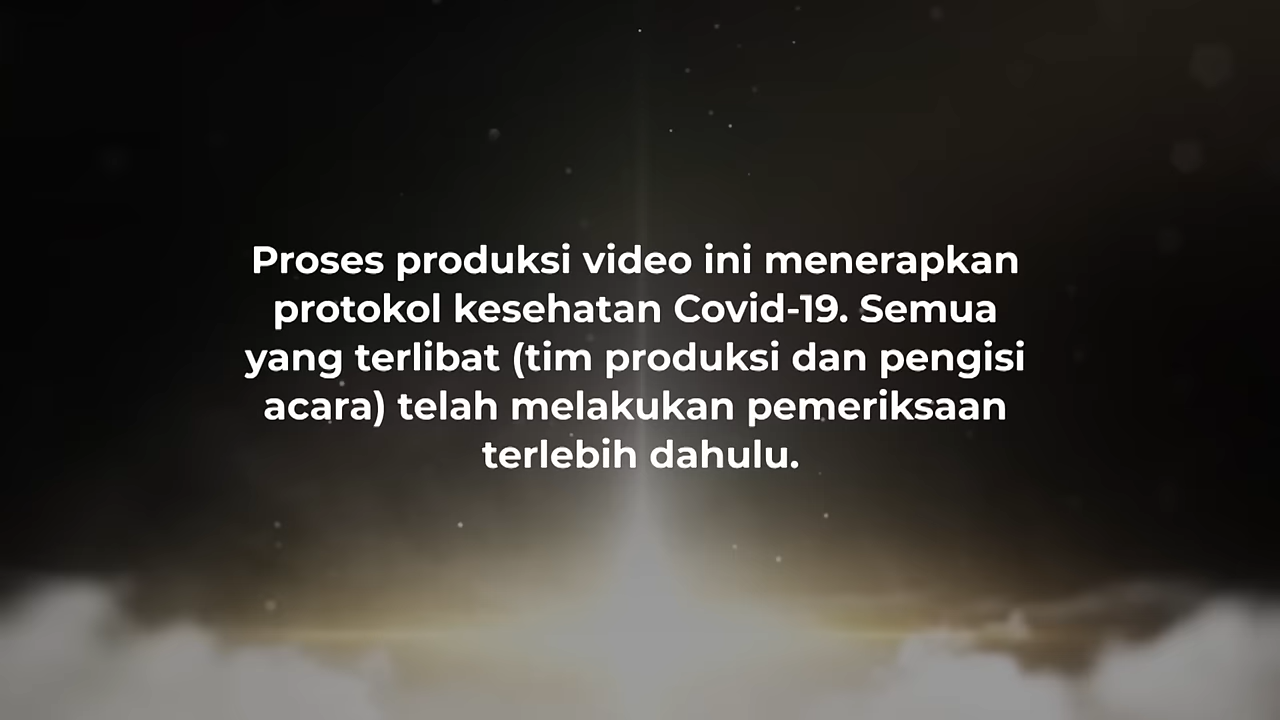 Proses produksi video ini menerapkan
protokol kesehatan Covid-19. Semua
yang terlibat (tim produksi dan pengisi
acara) telah melakukan pemeriksaan
terlebih dahulu.